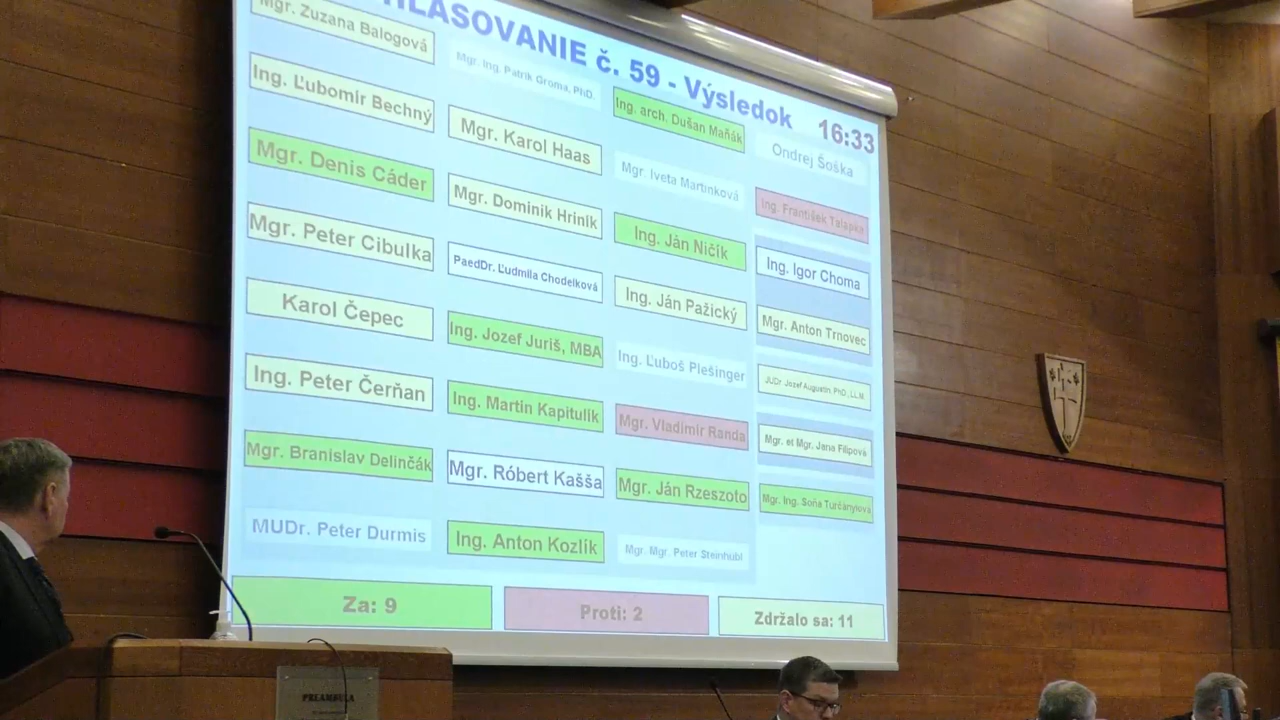 HLASOVANIE č. 59 - Výsledok 16:33
Mgr. Zuzana Balogová
Ing. Ľubomír Bechný
Mgr. Denis Cáder
Mgr. Peter Cibulka
Karol Čepec
Ing. Peter Čerňan
Mgr. Branislav Delinčák
MUDr. Peter Durmis
Mgr. Ing. Patrik Groma, PhD.
Mgr. Karol Haas
Mgr. Dominik Hriník
PaedDr. Ľudmila Chodelková
Ing. Jozef Juriš, MBA
Ing. Martin Kapitulík
Mgr. Róbert Kašša
Ing. Anton Kozlík
Ing. arch. Dušan Maňák
Mgr. Iveta Martinková
Ing. Ján Ničík
Ing. Ján Pažický
Ing. Ľuboš Plešinger
Mgr. Vladimír Randa
Mgr. Ján Rzeszoto
Mgr. Mgr. Peter Steinhubl
Ondrej Šoška
Ing. František Talapka
Ing. Igor Choma
Mgr. Anton Trnovec
JUDr. Jozef Augustín, PhD., LL.M.
Mgr. et Mgr. Jana Filipová
Mgr. Ing. Soňa Turčányiová
Za: 9
Proti: 2
Zdržalo sa: 11
PREAMBULA